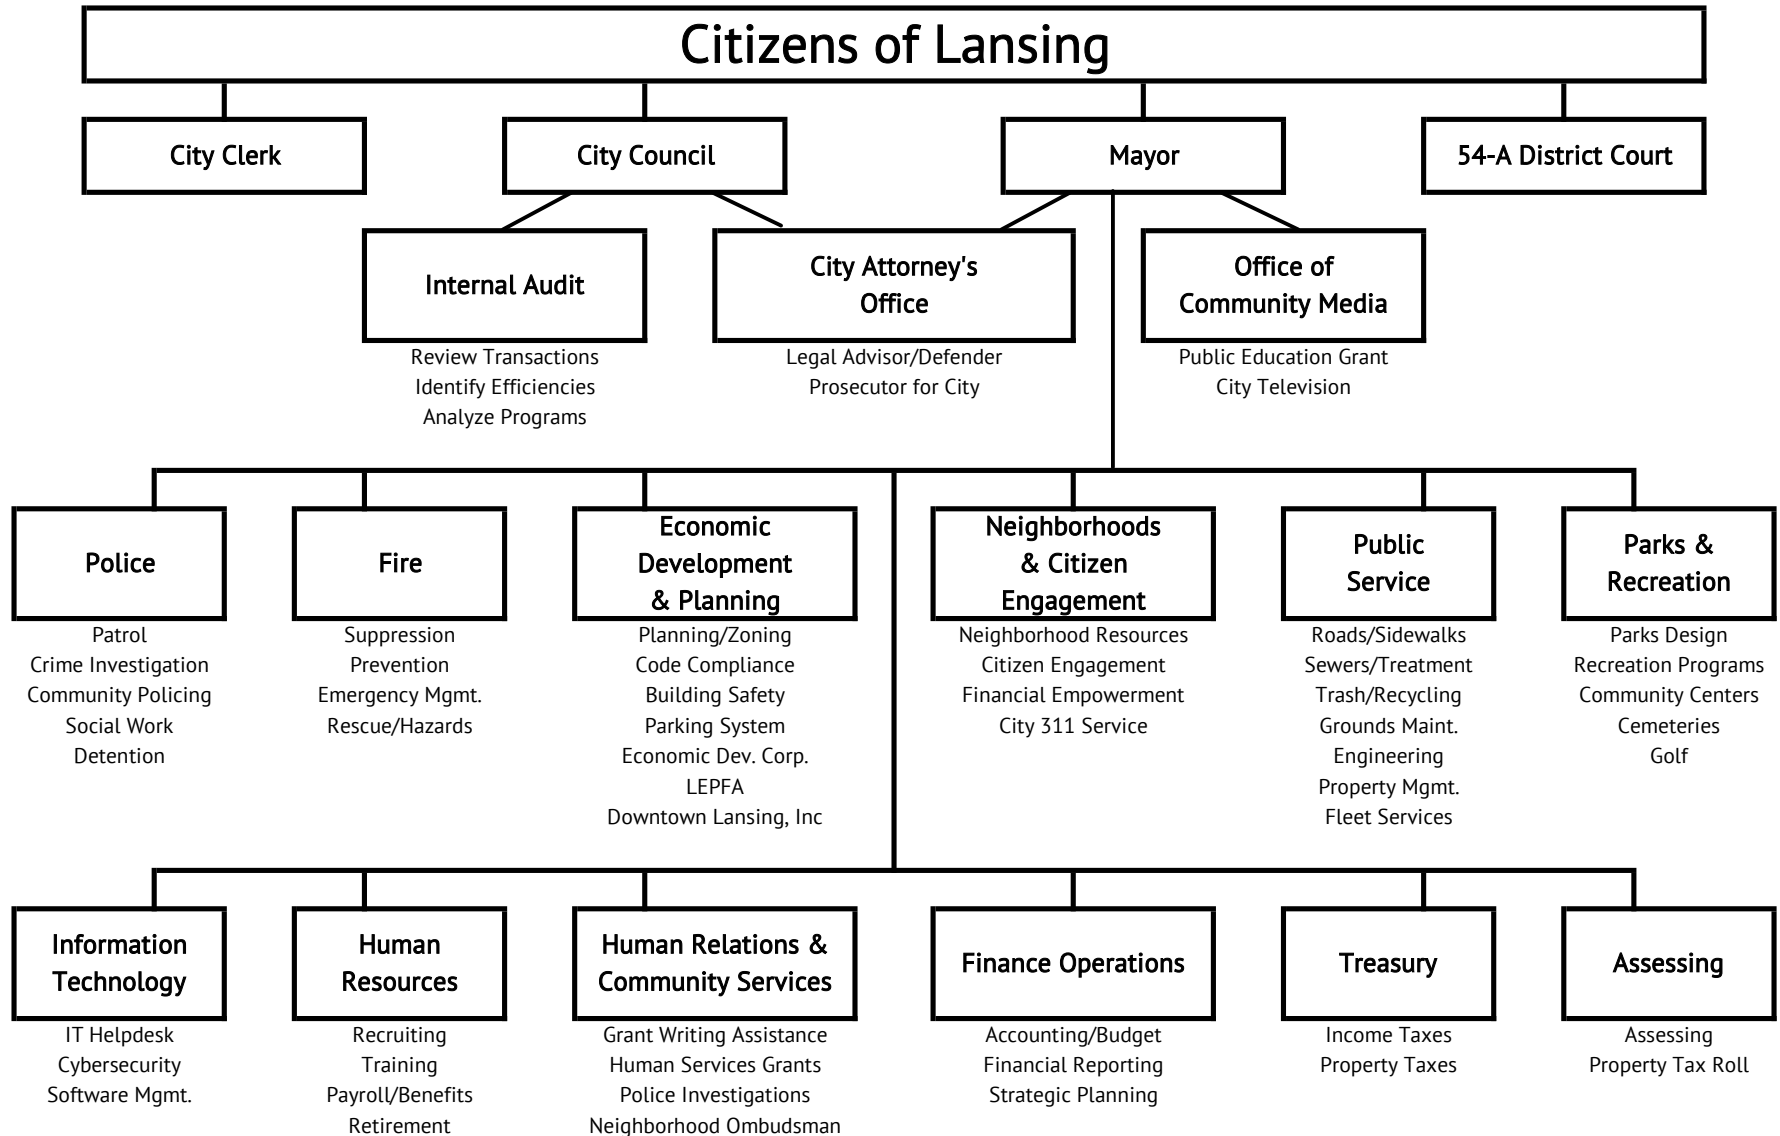 Citizens of Lansing
City Clerk
City Council
Mayor
54-A District Court
Internal Audit
Review Transactions
Identify Efficiencies
Analyze Programs
City Attorney's
Office
Legal Advisor/Defender
Prosecutor for City
Office of
Community Media
Public Education Grant
City Television
Police
Patrol
Crime Investigation
Community Policing
Social Work
Detention
Fire
Suppression
Prevention
Emergency Mgmt.
Rescue/Hazards
Economic
Development
& Planning
Planning/Zoning
Code Compliance
Building Safety
Parking System
Economic Dev. Corp.
LEPFA
Downtown Lansing, Inc
Neighborhoods
& Citizen
Engagement
Neighborhood Resources
Citizen Engagement
Financial Empowerment
City 311 Service
Public
Service
Roads/Sidewalks
Sewers/Treatment
Trash/Recycling
Grounds Maint.
Engineering
Property Mgmt.
Fleet Services
Parks &
Recreation
Parks Design
Recreation Programs
Community Centers
Cemeteries
Golf
Information
Technology
IT Helpdesk
Cybersecurity
Software Mgmt.
Human
Resources
Recruiting
Training
Payroll/Benefits
Retirement
Human Relations &
Community Services
Grant Writing Assistance
Human Services Grants
Police Investigations
Neighborhood Ombudsman
Finance Operations
Accounting/Budget
Financial Reporting
Strategic Planning
Treasury
Income Taxes
Property Taxes
Assessing
Assessing
Property Tax Roll